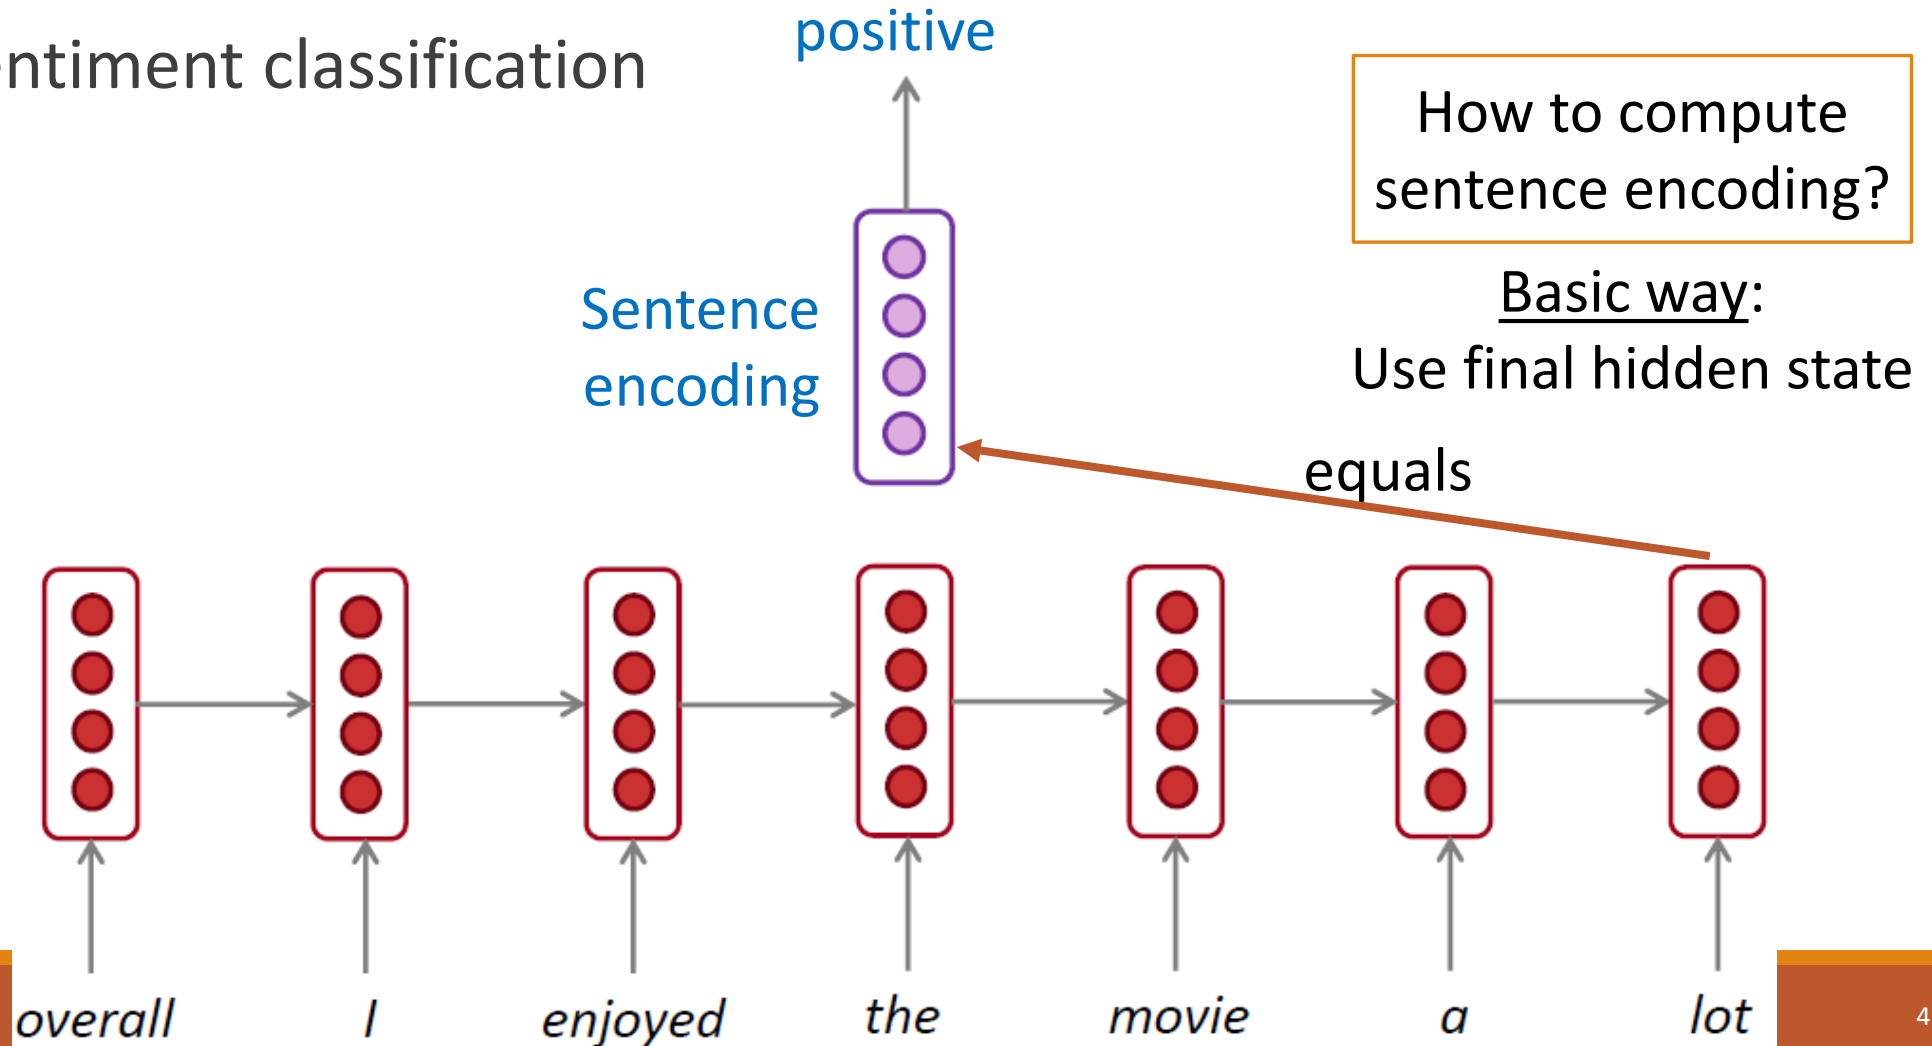 ntiment classification
positive
How to compute
sentence encoding?
Basic way:
Use final hidden state
Sentence
encoding
equals
overall I enjoyed the movie a lot
4